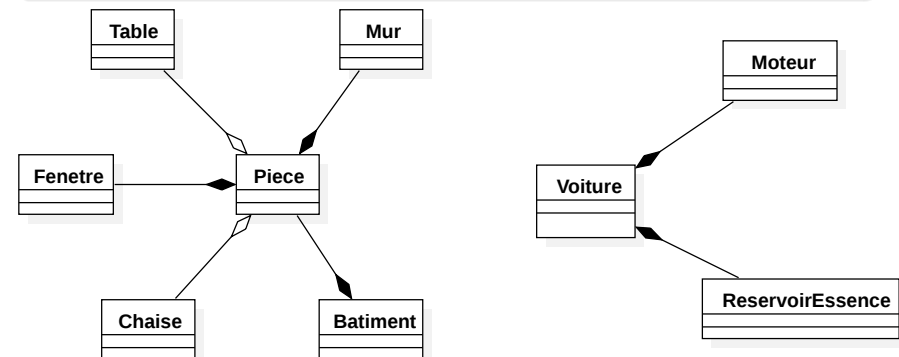 Table
Mur
Moteur
Fenetre
Piece
Voiture
Chaise
Batiment
ReservoirEssence